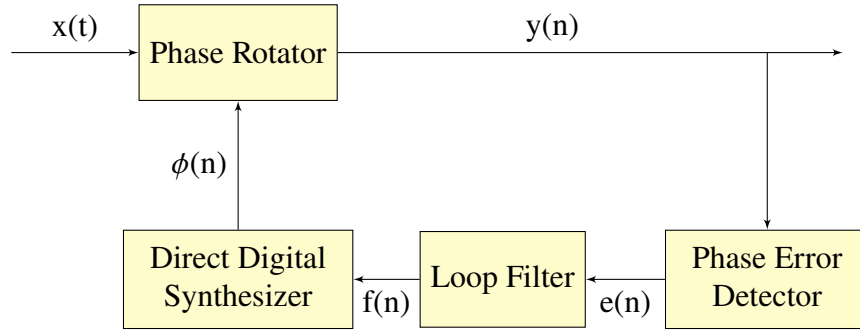 x(t)
Phase Rotator
y(n)
ϕ(n)
Direct Digital
Synthesizer
f(n)
Loop Filter
e(n)
Phase Error
Detector